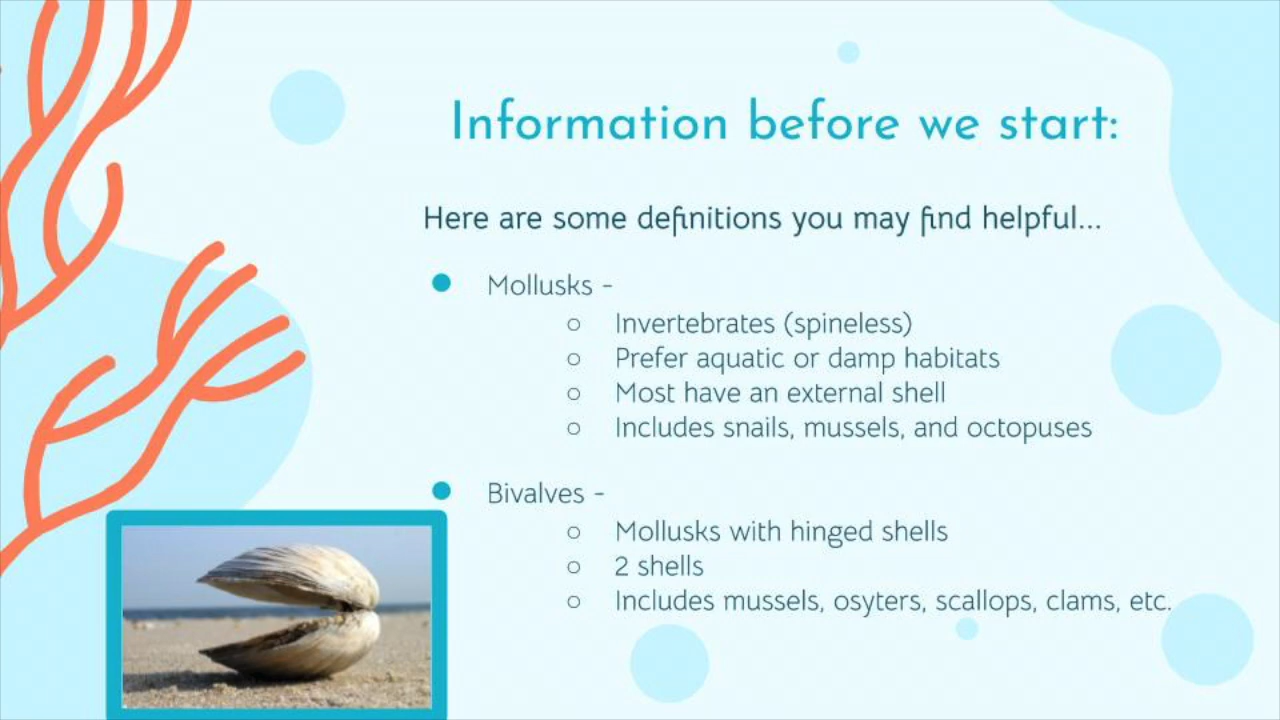 Information before we start:
Here are some definitions you may find helpful...
● Mollusks -
○ Invertebrates (spineless)
○ Prefer aquatic or damp habitats
○ Most have an external shell
○ Includes snails, mussels, and octopuses
● Bivalves -
○ Mollusks with hinged shells
○ 2 shells
○ Includes mussels, osyters, scallops, clams, etc.